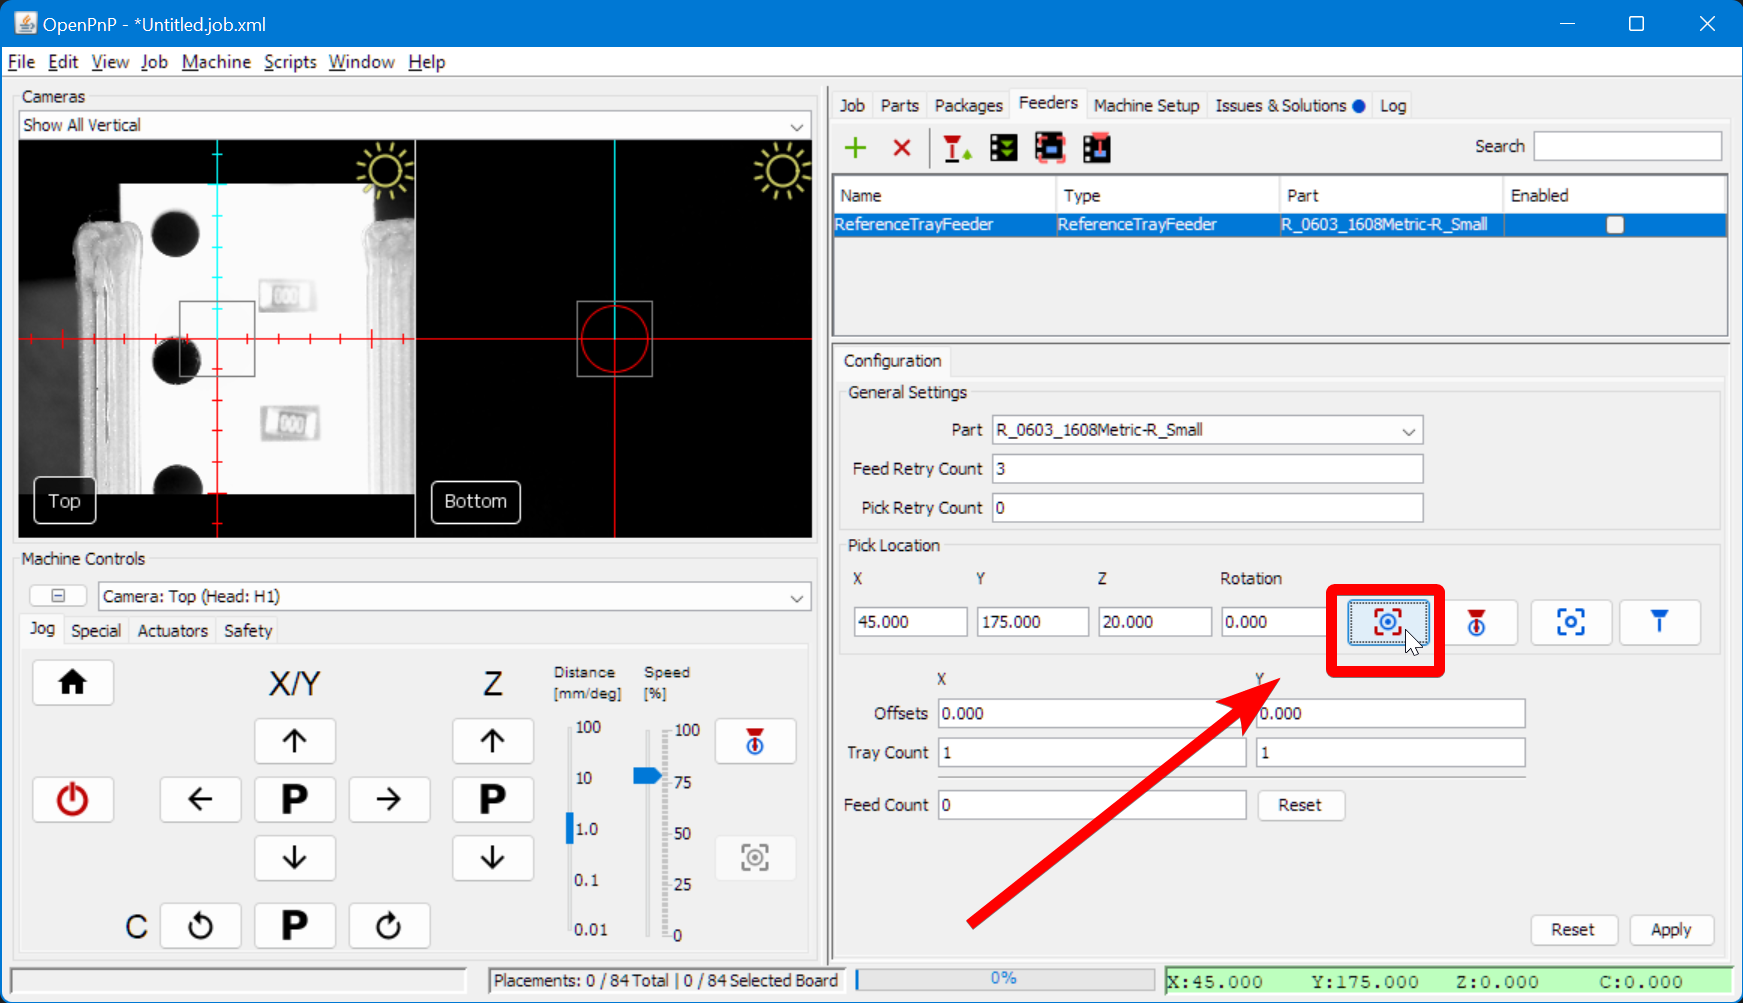 OpenPnP - *Untitled.job.xml
File Edit View Job Machine Scripts Window Help
Cameras
Show All Vertical
000
000
Top
Bottom
Machine Controls
Camera: Top (Head: H1)
Jog Special Actuators Safety
X/Y
Z
Distance
[mm/deg]
Speed
[%]
100
10
1.0
0.1
0.01
100
75
50
25
0
P
P
C
P
Job Parts Packages Feeders Machine Setup Issues & Solutions Log
Search
Name Type Part Enabled
ReferenceTrayFeeder ReferenceTrayFeeder R_0603_1608Metric-R_Small
Configuration
General Settings
Part R_0603_1608Metric-R_Small
Feed Retry Count 3
Pick Retry Count 0
Pick Location
X Y Z Rotation
45.000 175.000 20.000 0.000
X Y
Offsets 0.000 0.000
Tray Count 1 1
Feed Count 0 Reset
Reset Apply
Placements: 0 / 84 Total | 0 / 84 Selected Board
0%
X:45.000 Y:175.000 Z:0.000 C:0.000